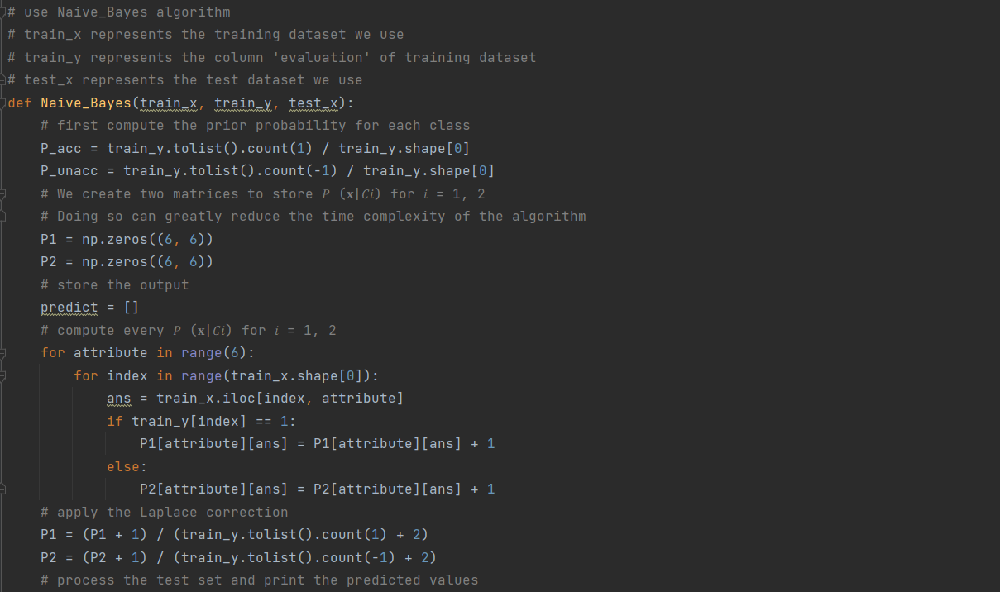 # use Naive_Bayes algorithm
# train_x represents the training dataset we use
# train_y represents the column 'evaluation' of training dataset
# test_x represents the test dataset we use
def Naive_Bayes(train_x, train_y, test_x):
    # first compute the prior probability for each class
    P_acc = train_y.tolist().count(1) / train_y.shape[0]
    P_unacc = train_y.tolist().count(-1) / train_y.shape[0]
    # We create two matrices to store 𝑃 (𝐱|𝐶𝑖) for 𝑖 = 1, 2
    # Doing so can greatly reduce the time complexity of the algorithm
    P1 = np.zeros((6, 6))
    P2 = np.zeros((6, 6))
    # store the output
    predict = []
    # compute every 𝑃 (𝐱|𝐶𝑖) for 𝑖 = 1, 2
    for attribute in range(6):
        for index in range(train_x.shape[0]):
            ans = train_x.iloc[index, attribute]
            if train_y[index] == 1:
                P1[attribute][ans] = P1[attribute][ans] + 1
            else:
                P2[attribute][ans] = P2[attribute][ans] + 1
    # apply the Laplace correction
    P1 = (P1 + 1) / (train_y.tolist().count(1) + 2)
    P2 = (P2 + 1) / (train_y.tolist().count(-1) + 2)
    # process the test set and print the predicted values